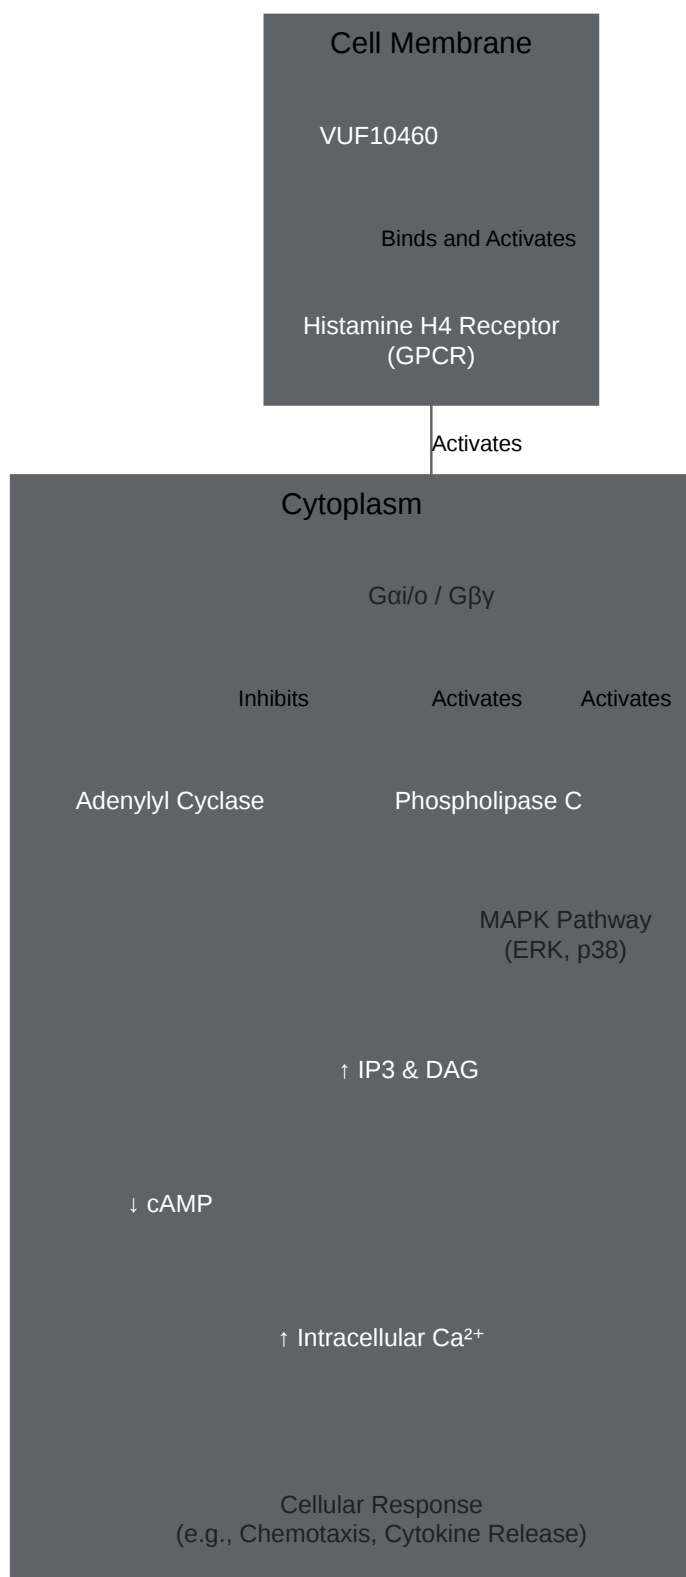 Cell Membrane
VUF10460
Binds and Activates
Histamine H4 Receptor
(GPCR)
Activates
Cytoplasm
Gαi/o / Gβγ
Inhibits
Activates
Activates
Adenylyl Cyclase
Phospholipase C
MAPK Pathway
(ERK, p38)
↑ IP3 & DAG
↓ cAMP
↑ Intracellular Ca²⁺
Cellular Response
(e.g., Chemotaxis, Cytokine Release)